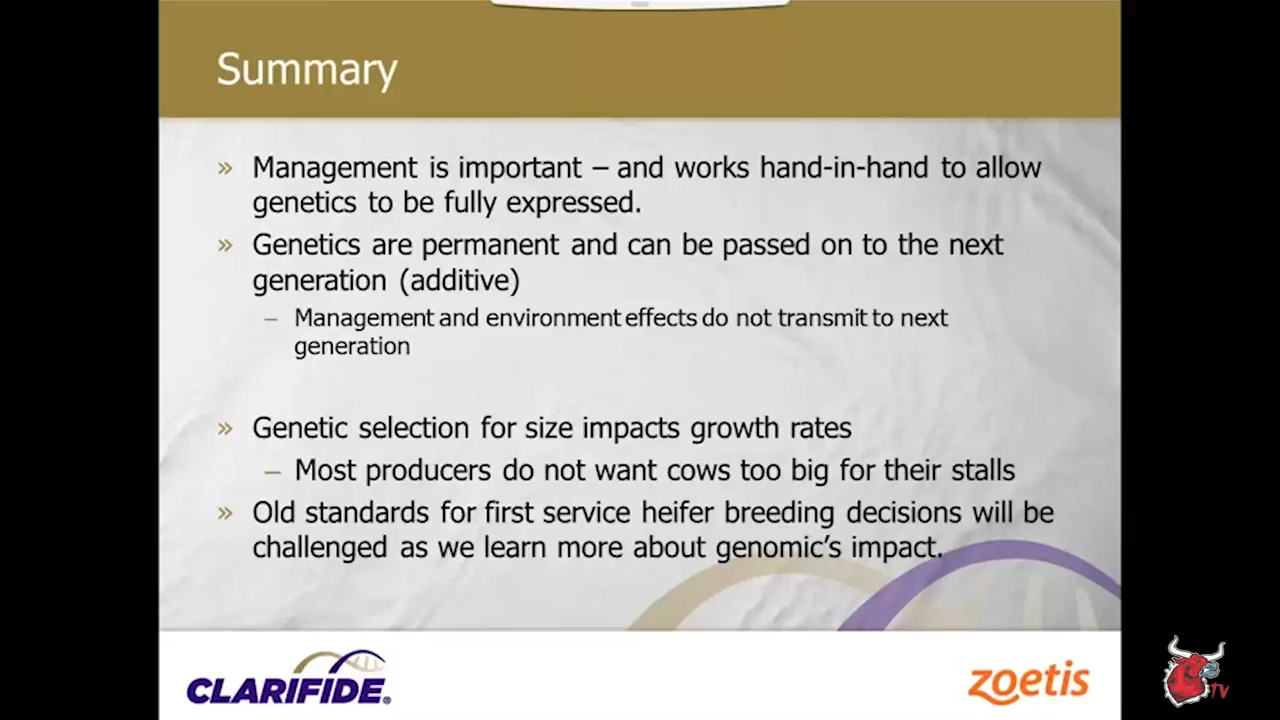 Summary
» Management is important – and works hand-in-hand to allow
genetics to be fully expressed.
» Genetics are permanent and can be passed on to the next
generation (additive)
– Management and environment effects do not transmit to next
generation
» Genetic selection for size impacts growth rates
– Most producers do not want cows too big for their stalls
» Old standards for first service heifer breeding decisions will be
challenged as we learn more about genomic’s impact.
CLARIFIDE®
zoetis
TV